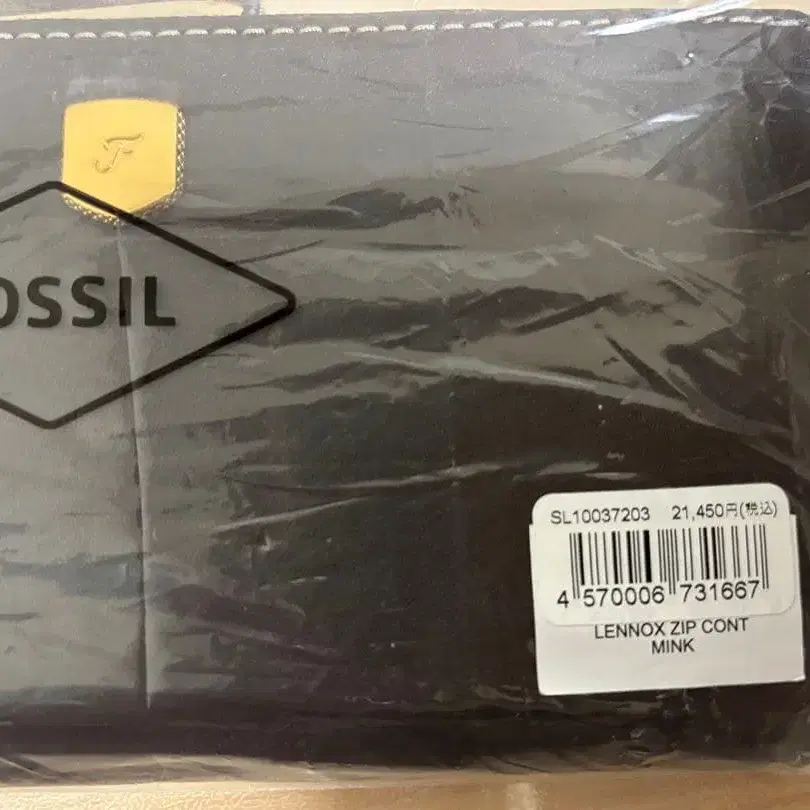 F
OSSIL
SL10037203 21,450円(税込)
4 570006 731667
LENNOX ZIP CONT
MINK